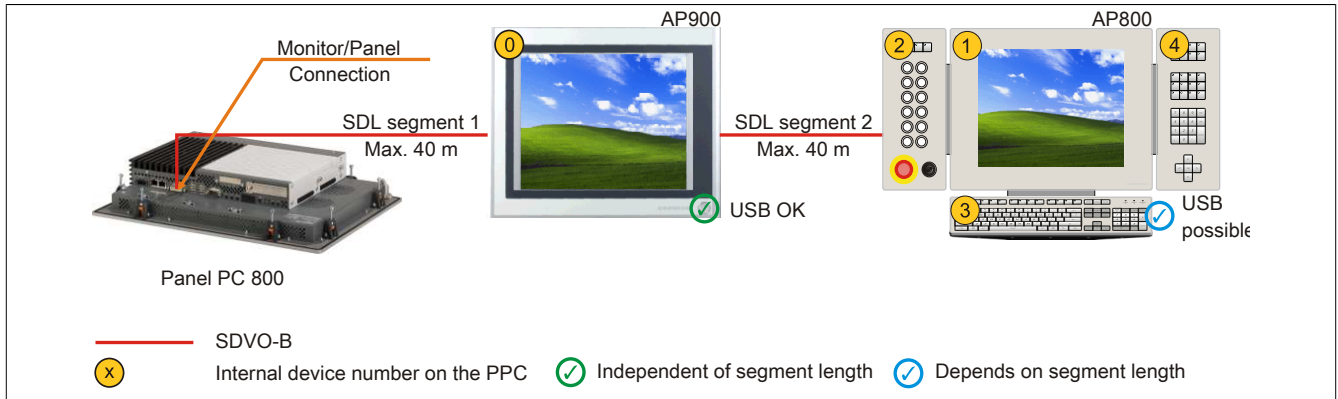 AP900
AP800
Monitor/Panel
Connection
0
2
1
4
SDL segment 1
Max. 40 m
SDL segment 2
Max. 40 m
USB OK
3
USB
possible
Panel PC 800
SDVO-B
x
Internal device number on the PPC
Independent of segment length
Depends on segment length